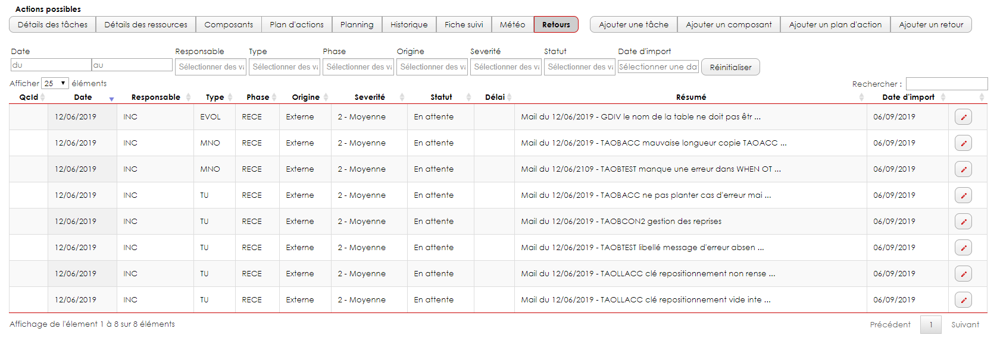 Actions possibles
Détails des tâches Détails des ressources Composants Plan d'actions Planning Historique Fiche suivi Météo Retours Ajouter une tâche Ajouter un composant Ajouter un plan d'action Ajouter un retour
Date Responsable Type Phase Origine Severité Statut Date d'import
du au Sélectionner des va Sélectionner des va Sélectionner des va Sélectionner des va Sélectionner des va Sélectionner des va Sélectionner une da Réinitialiser
Afficher 25 éléments Rechercher :
QcId Date Responsable Type Phase Origine Severité Statut Délai Résumé Date d'import
12/06/2019 INC EVOL RECE Externe 2 - Moyenne En attente Mail du 12/06/2019 - GDIV le nom de la table ne doit pas êtr ... 06/09/2019
12/06/2019 INC MNO RECE Externe 2 - Moyenne En attente Mail du 12/06/2019 - TAOBACC mauvaise longueur copie TAOACC ... 06/09/2019
12/06/2019 INC MNO RECE Externe 2 - Moyenne En attente Mail du 12/06/2109 - TAOBTEST manque une erreur dans WHEN OT ... 06/09/2019
12/06/2019 INC TU RECE Externe 2 - Moyenne En attente Mail du 12/06/2019 - TAOBACC ne pas planter cas d'erreur mai ... 06/09/2019
12/06/2019 INC TU RECE Externe 2 - Moyenne En attente Mail du 12/06/2019 - TAOBCON2 gestion des reprises 06/09/2019
12/06/2019 INC TU RECE Externe 2 - Moyenne En attente Mail du 12/06/2019 - TAOBTEST libellé message d'erreur absen ... 06/09/2019
12/06/2019 INC TU RECE Externe 2 - Moyenne En attente Mail du 12/06/2019 - TAOLLACC clé repositionnement non rense ... 06/09/2019
12/06/2019 INC TU RECE Externe 2 - Moyenne En attente Mail du 12/06/2019 - TAOLLACC clé repositionnement vide inte ... 06/09/2019
Affichage de l'élement 1 à 8 sur 8 éléments Précédent 1 Suivant